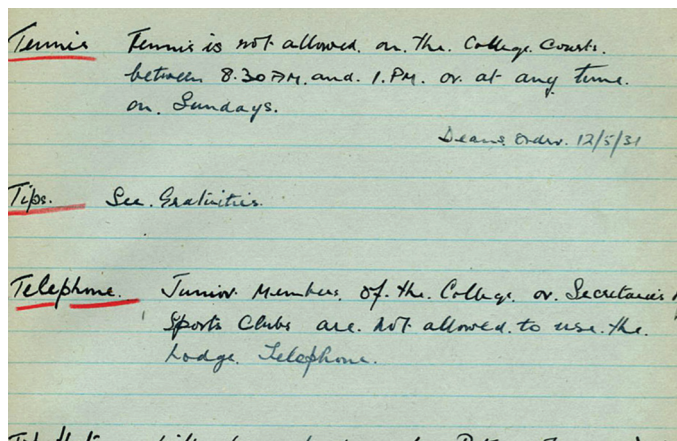 Tennis Tennis is not allowed on the College Courts.
between 8.30 AM. and 1.PM. or at any time.
on Sundays.
Deans Order. 12/5/31
Tips. See. Gratuities.
Telephone. Junior Members. of the College. or Secretaries
Sports Clubs are not allowed to use the.
Lodge Telephone.